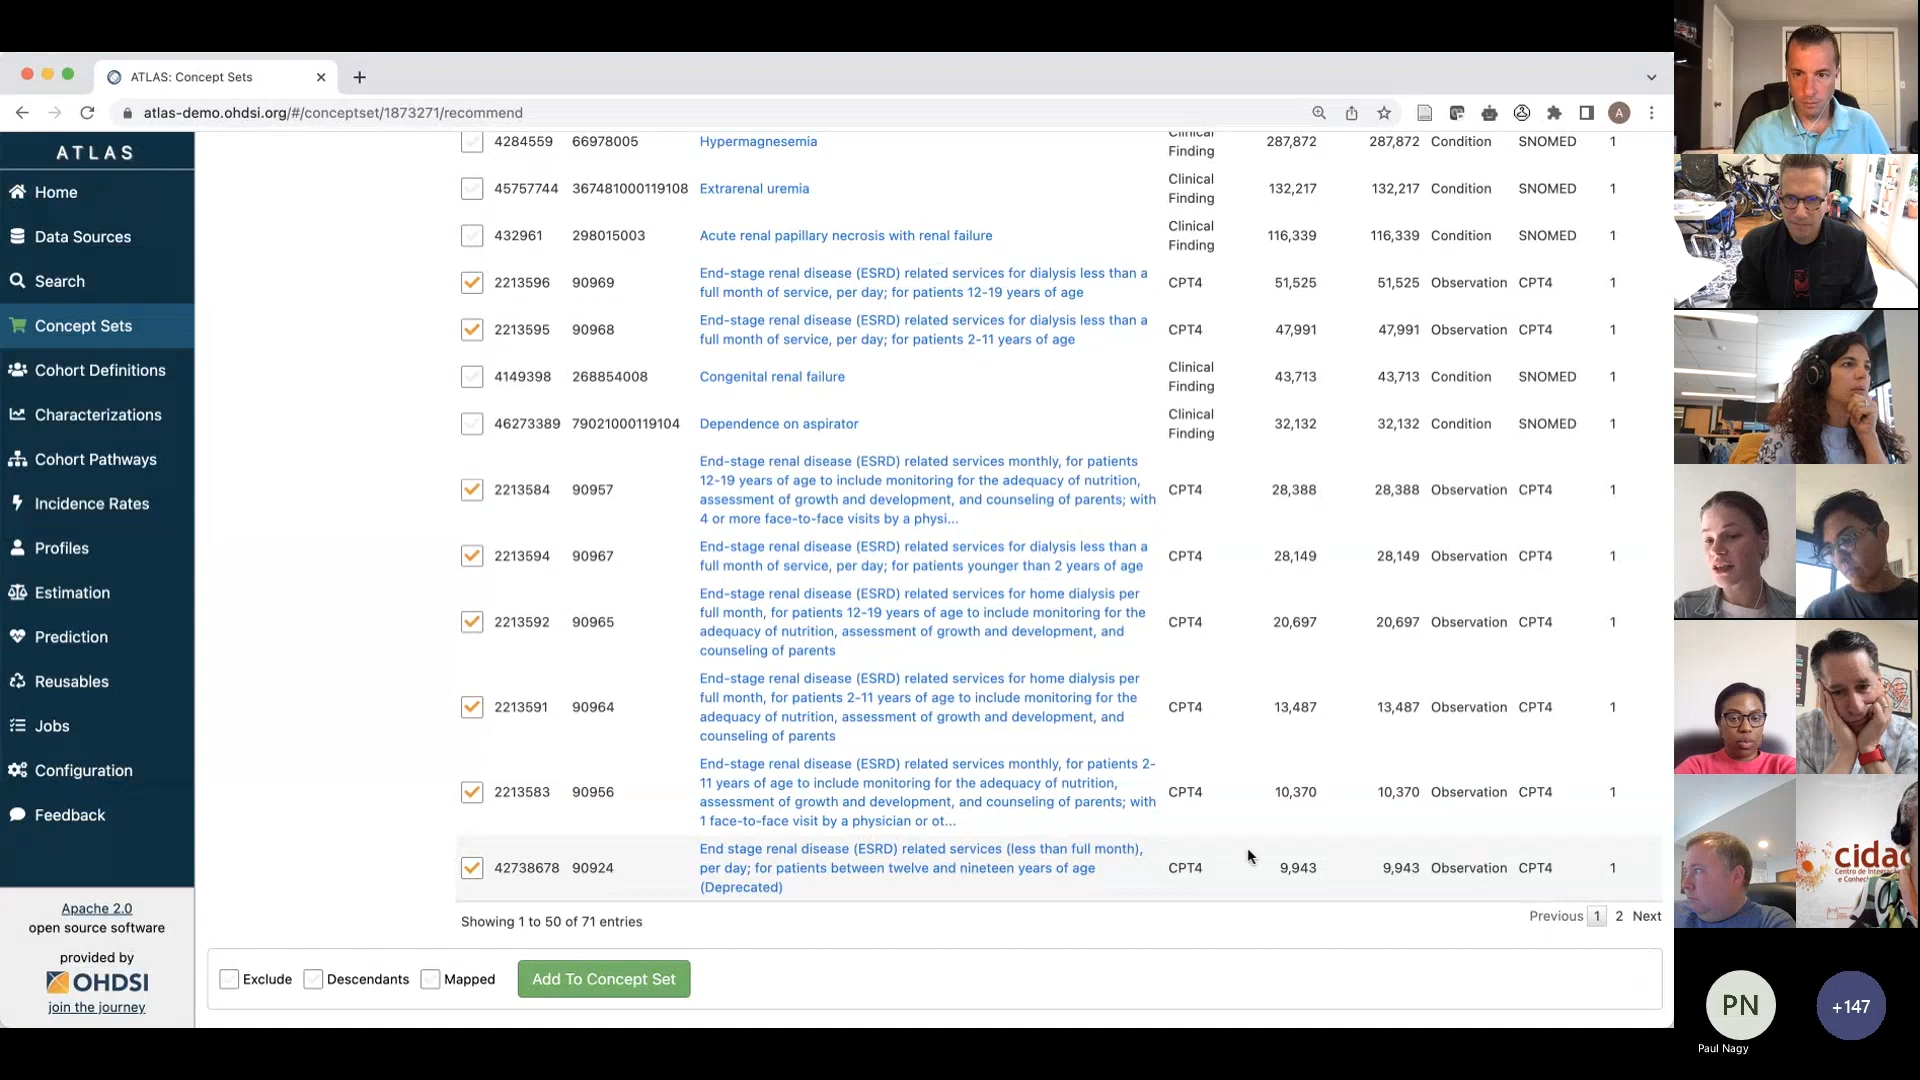 ATLAS: Concept Sets
atlas-demo.ohdsi.org/#/conceptset/1873271/recommend
A
ATLAS
Home
Data Sources
Search
Concept Sets
Cohort Definitions
Characterizations
Cohort Pathways
Incidence Rates
Profiles
Estimation
Prediction
Reusables
Jobs
Configuration
Feedback
Apache 2.0
open source software
provided by
OHDSI
join the journey
4284559 66978005 Hypermagnesemia Clinical Finding 287,872 287,872 Condition SNOMED 1
45757744 367481000119108 Extrarenal uremia Clinical Finding 132,217 132,217 Condition SNOMED 1
432961 298015003 Acute renal papillary necrosis with renal failure Clinical Finding 116,339 116,339 Condition SNOMED 1
End-stage renal disease (ESRD) related services for dialysis less than a
2213596 90969 full month of service, per day; for patients 12-19 years of age CPT4 51,525 51,525 Observation CPT4 1
End-stage renal disease (ESRD) related services for dialysis less than a
2213595 90968 full month of service, per day; for patients 2-11 years of age CPT4 47,991 47,991 Observation CPT4 1
4149398 268854008 Congenital renal failure Clinical Finding 43,713 43,713 Condition SNOMED 1
46273389 79021000119104 Dependence on aspirator Clinical Finding 32,132 32,132 Condition SNOMED 1
End-stage renal disease (ESRD) related services monthly, for patients
12-19 years of age to include monitoring for the adequacy of nutrition,
2213584 90957 assessment of growth and development, and counseling of parents; with CPT4 28,388 28,388 Observation CPT4 1
4 or more face-to-face visits by a physi...
End-stage renal disease (ESRD) related services for dialysis less than a
2213594 90967 full month of service, per day; for patients younger than 2 years of age CPT4 28,149 28,149 Observation CPT4 1
End-stage renal disease (ESRD) related services for home dialysis per
full month, for patients 12-19 years of age to include monitoring for the
2213592 90965 adequacy of nutrition, assessment of growth and development, and CPT4 20,697 20,697 Observation CPT4 1
counseling of parents
End-stage renal disease (ESRD) related services for home dialysis per
full month, for patients 2-11 years of age to include monitoring for the
2213591 90964 adequacy of nutrition, assessment of growth and development, and CPT4 13,487 13,487 Observation CPT4 1
counseling of parents
End-stage renal disease (ESRD) related services monthly, for patients 2-
11 years of age to include monitoring for the adequacy of nutrition,
2213583 90956 assessment of growth and development, and counseling of parents; with CPT4 10,370 10,370 Observation CPT4 1
1 face-to-face visit by a physician or ot...
End stage renal disease (ESRD) related services (less than full month),
42738678 90924 per day; for patients between twelve and nineteen years of age CPT4 9,943 9,943 Observation CPT4 1
(Deprecated)
Showing 1 to 50 of 71 entries
Previous 1 2 Next
Exclude Descendants Mapped Add To Concept Set
cidac
PN
Paul Nagy
+147